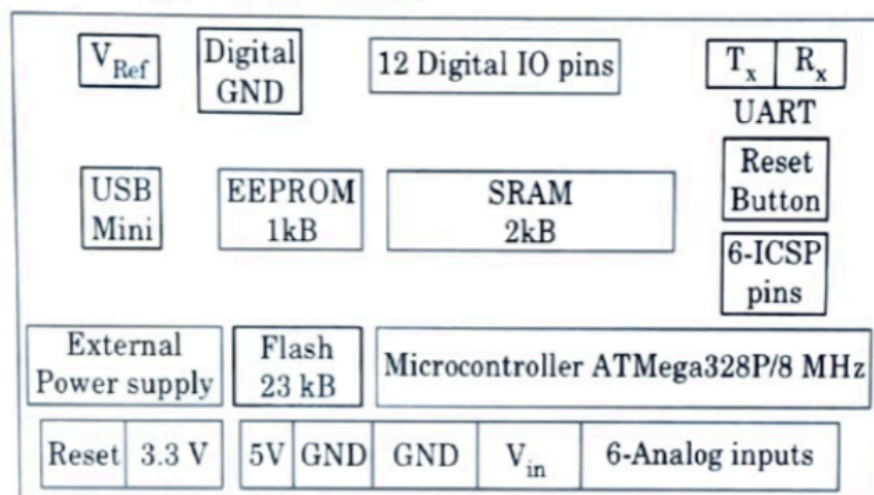 V_Ref
Digital
GND
12 Digital IO pins
T_x R_x
UART
USB
Mini
EEPROM
1kB
SRAM
2kB
Reset
Button
6-ICSP
pins
External
Power supply
Flash
23 kB
Microcontroller ATMega328P/8 MHz
Reset 3.3 V 5V GND GND V_in 6-Analog inputs